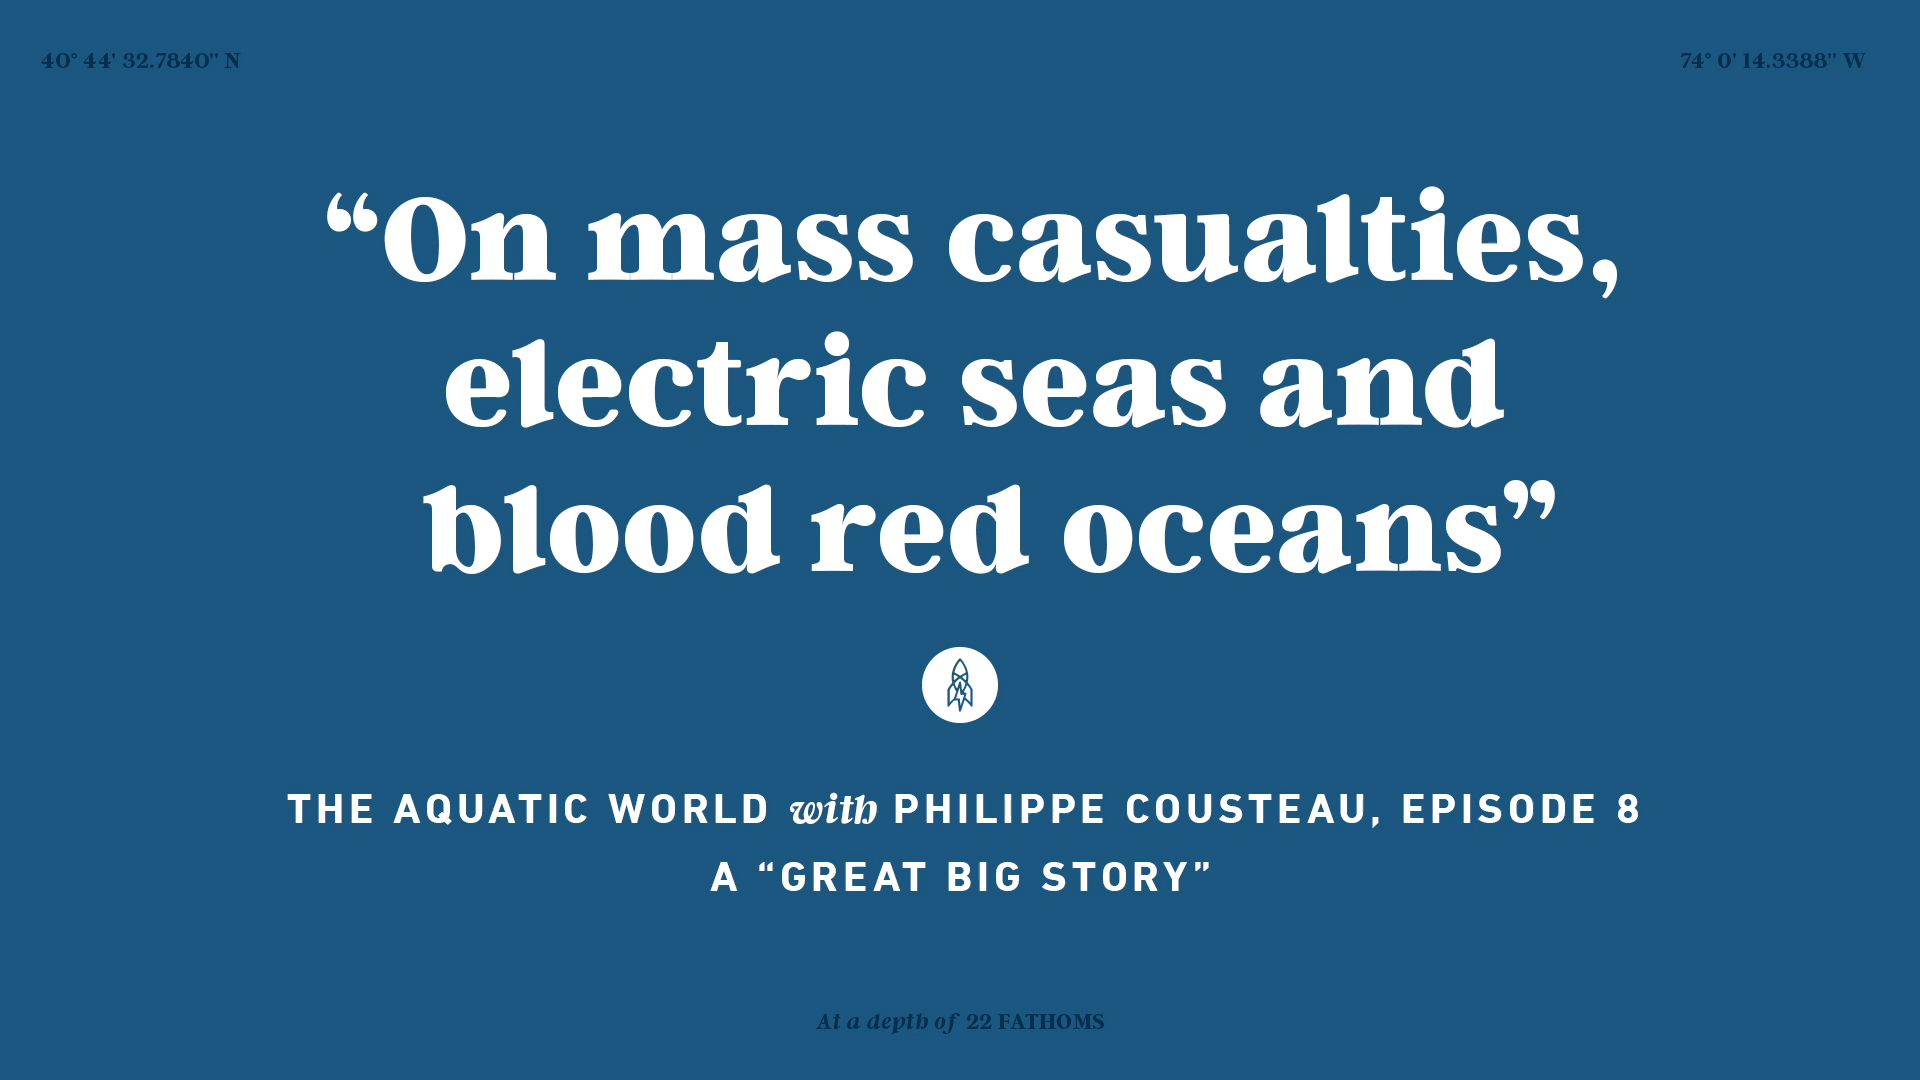 40° 44' 32.7840" N
74° 0' 14.3388" W
“On mass casualties,
electric seas and
blood red oceans”
THE AQUATIC WORLD with PHILIPPE COUSTEAU, EPISODE 8
A “GREAT BIG STORY”
At a depth of 22 FATHOMS